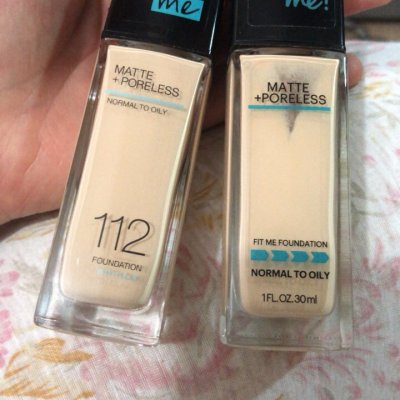 me
MATTE
+PORELESS
NORMAL TO OILY
112
FOUNDATION
me!
MATTE
+PORELESS
FIT ME FOUNDATION
NORMAL TO OILY
1FL.OZ.30ml